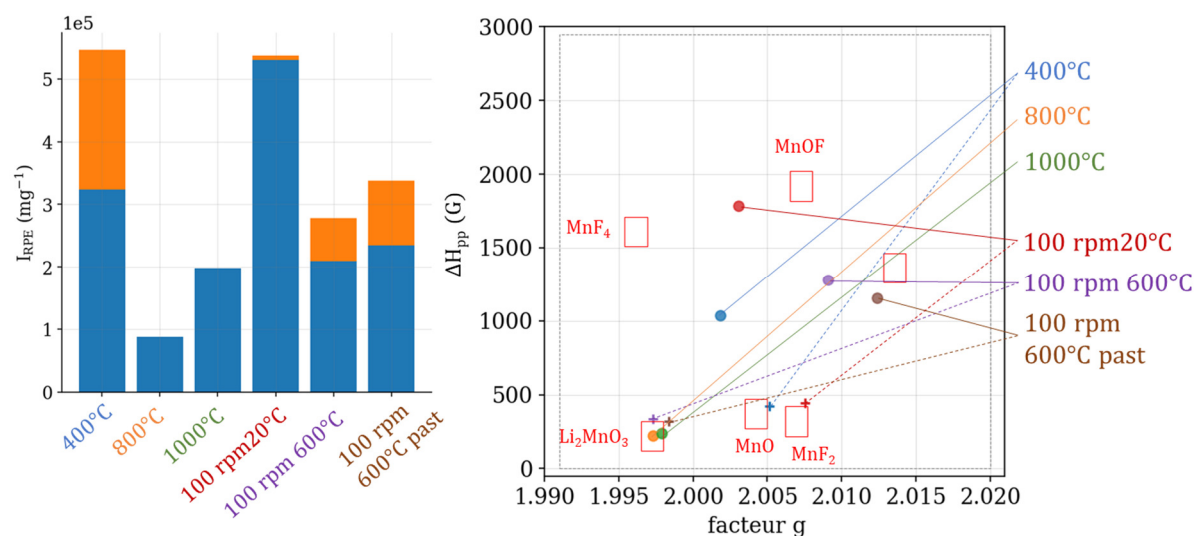 1e5
5
4
3
2
1
0
I_RPE (mg⁻¹)
400°C
800°C
1000°C
100 rpm20°C
100 rpm 600°C
100 rpm
600°C past
3000
2500
2000
1500
1000
500
0
ΔH_pp (G)
MnOF
MnF₄
Li₂MnO₃
MnO
MnF₂
1.990
1.995
2.000
2.005
2.010
2.015
2.020
facteur g
400°C
800°C
1000°C
100 rpm20°C
100 rpm 600°C
100 rpm
600°C past